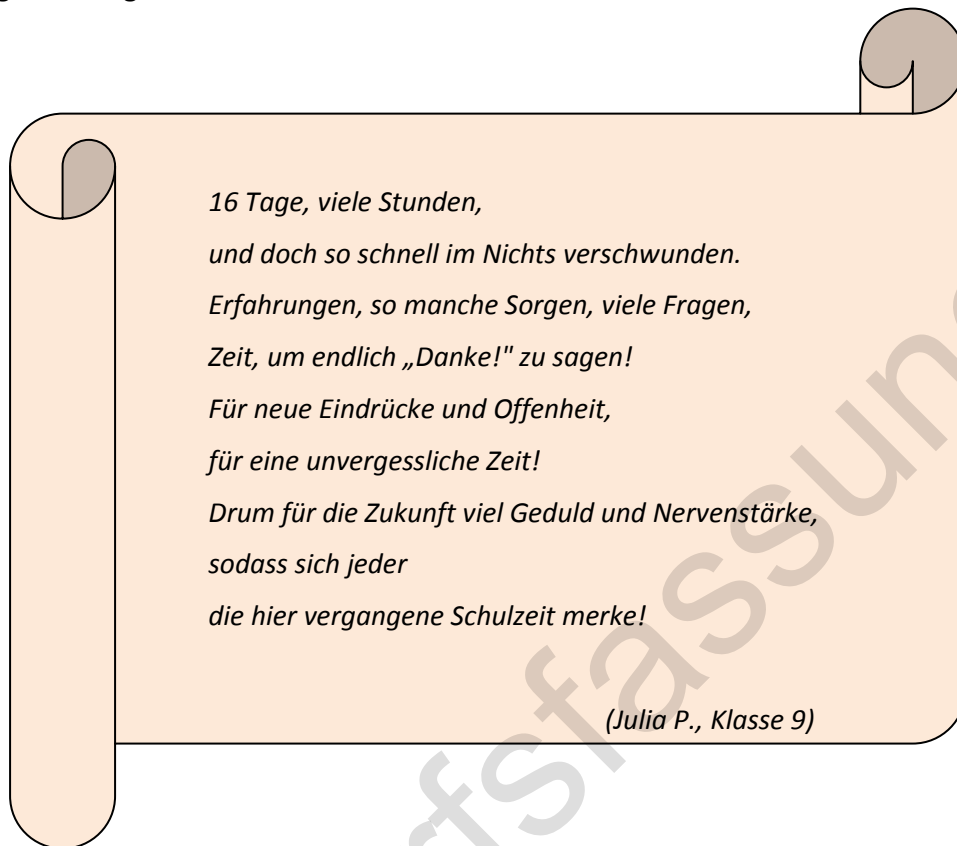 16 Tage, viele Stunden,
und doch so schnell im Nichts verschwunden.
Erfahrungen, so manche Sorgen, viele Fragen,
Zeit, um endlich „Danke!" zu sagen!
Für neue Eindrücke und Offenheit,
für eine unvergessliche Zeit!
Drum für die Zukunft viel Geduld und Nervenstärke,
sodass sich jeder
die hier vergangene Schulzeit merke!
(Julia P., Klasse 9)